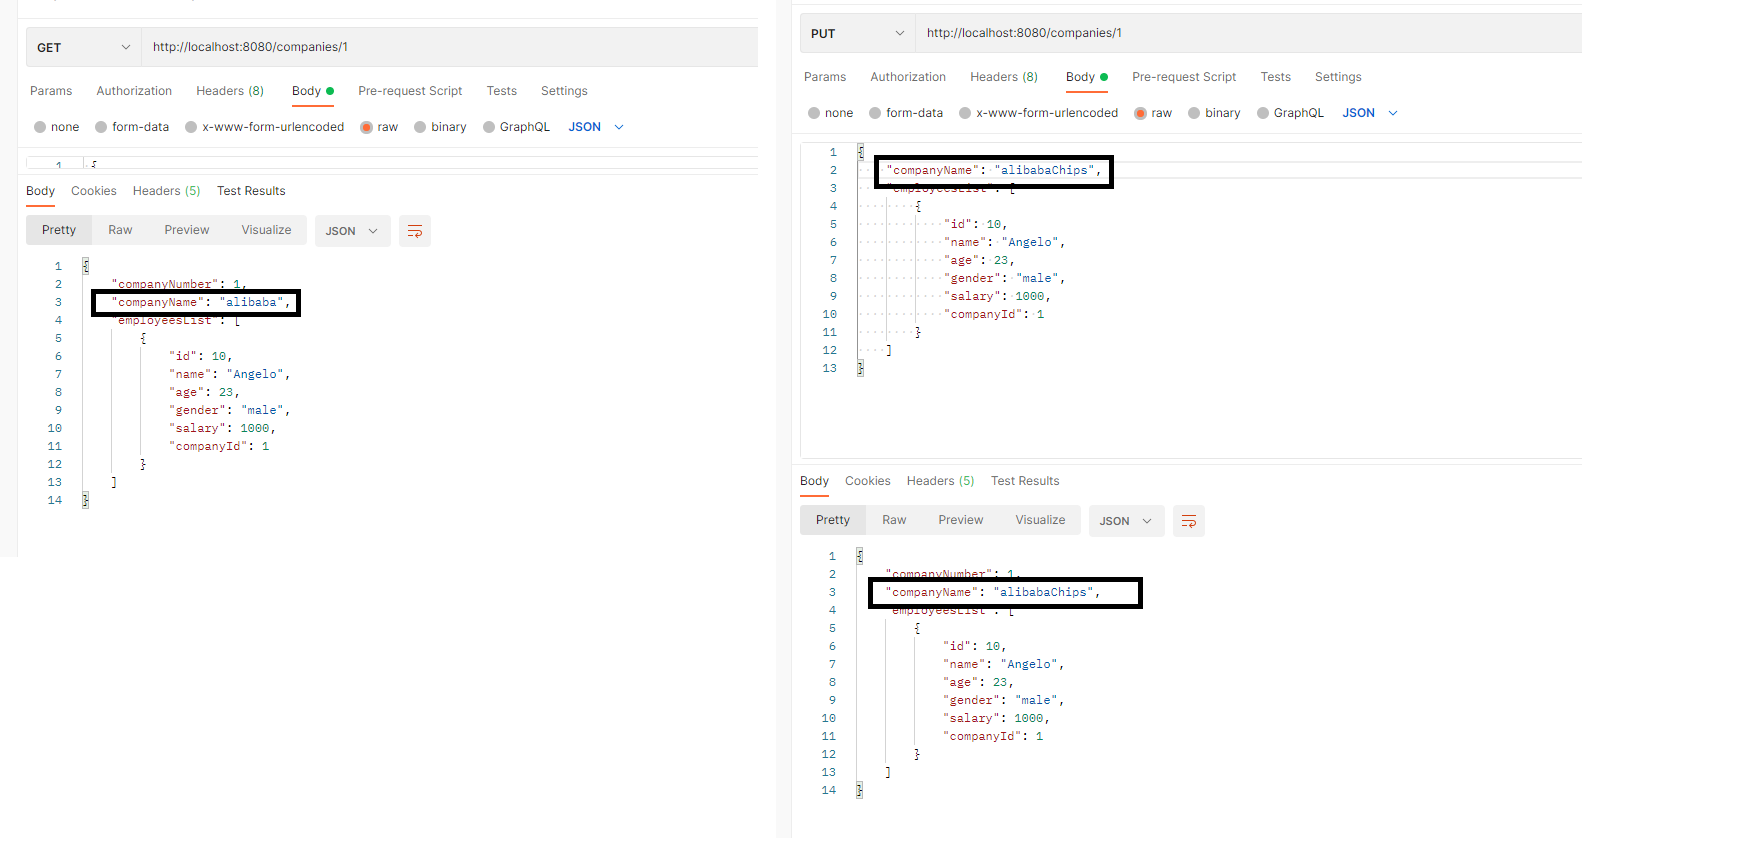 GET http://localhost:8080/companies/1
Params Authorization Headers (8) Body Pre-request Script Tests Settings
none form-data x-www-form-urlencoded raw binary GraphQL JSON
1 {
Body Cookies Headers (5) Test Results
Pretty Raw Preview Visualize JSON
1 {
2 "companyNumber": 1,
3 "companyName": "alibaba",
4 "employeesList": [
5 {
6 "id": 10,
7 "name": "Angelo",
8 "age": 23,
9 "gender": "male",
10 "salary": 1000,
11 "companyId": 1
12 }
13 ]
14 }
PUT http://localhost:8080/companies/1
Params Authorization Headers (8) Body Pre-request Script Tests Settings
none form-data x-www-form-urlencoded raw binary GraphQL JSON
1 {
2 "companyName": "alibabaChips",
3 "employeesList": [
4 {
5 "id": 10,
6 "name": "Angelo",
7 "age": 23,
8 "gender": "male",
9 "salary": 1000,
10 "companyId": 1
11 }
12 ]
13 }
Body Cookies Headers (5) Test Results
Pretty Raw Preview Visualize JSON
1 {
2 "companyNumber": 1,
3 "companyName": "alibabaChips",
4 "employeesList": [
5 {
6 "id": 10,
7 "name": "Angelo",
8 "age": 23,
9 "gender": "male",
10 "salary": 1000,
11 "companyId": 1
12 }
13 ]
14 }